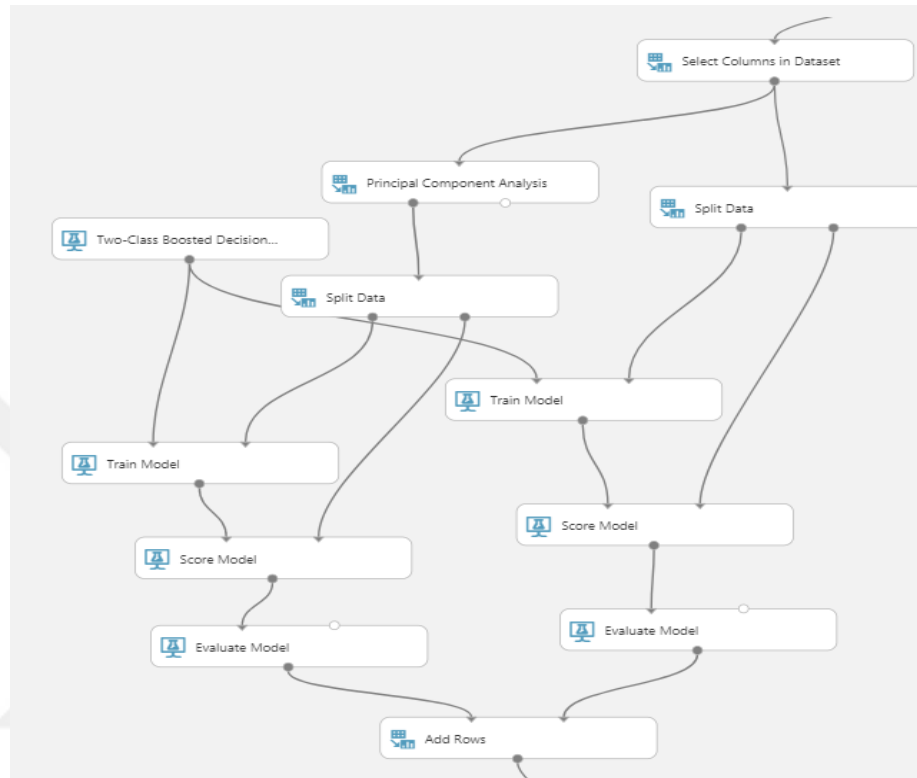 Select Columns in Dataset
Principal Component Analysis
Split Data
Two-Class Boosted Decision...
Split Data
Train Model
Train Model
Score Model
Score Model
Evaluate Model
Evaluate Model
Add Rows